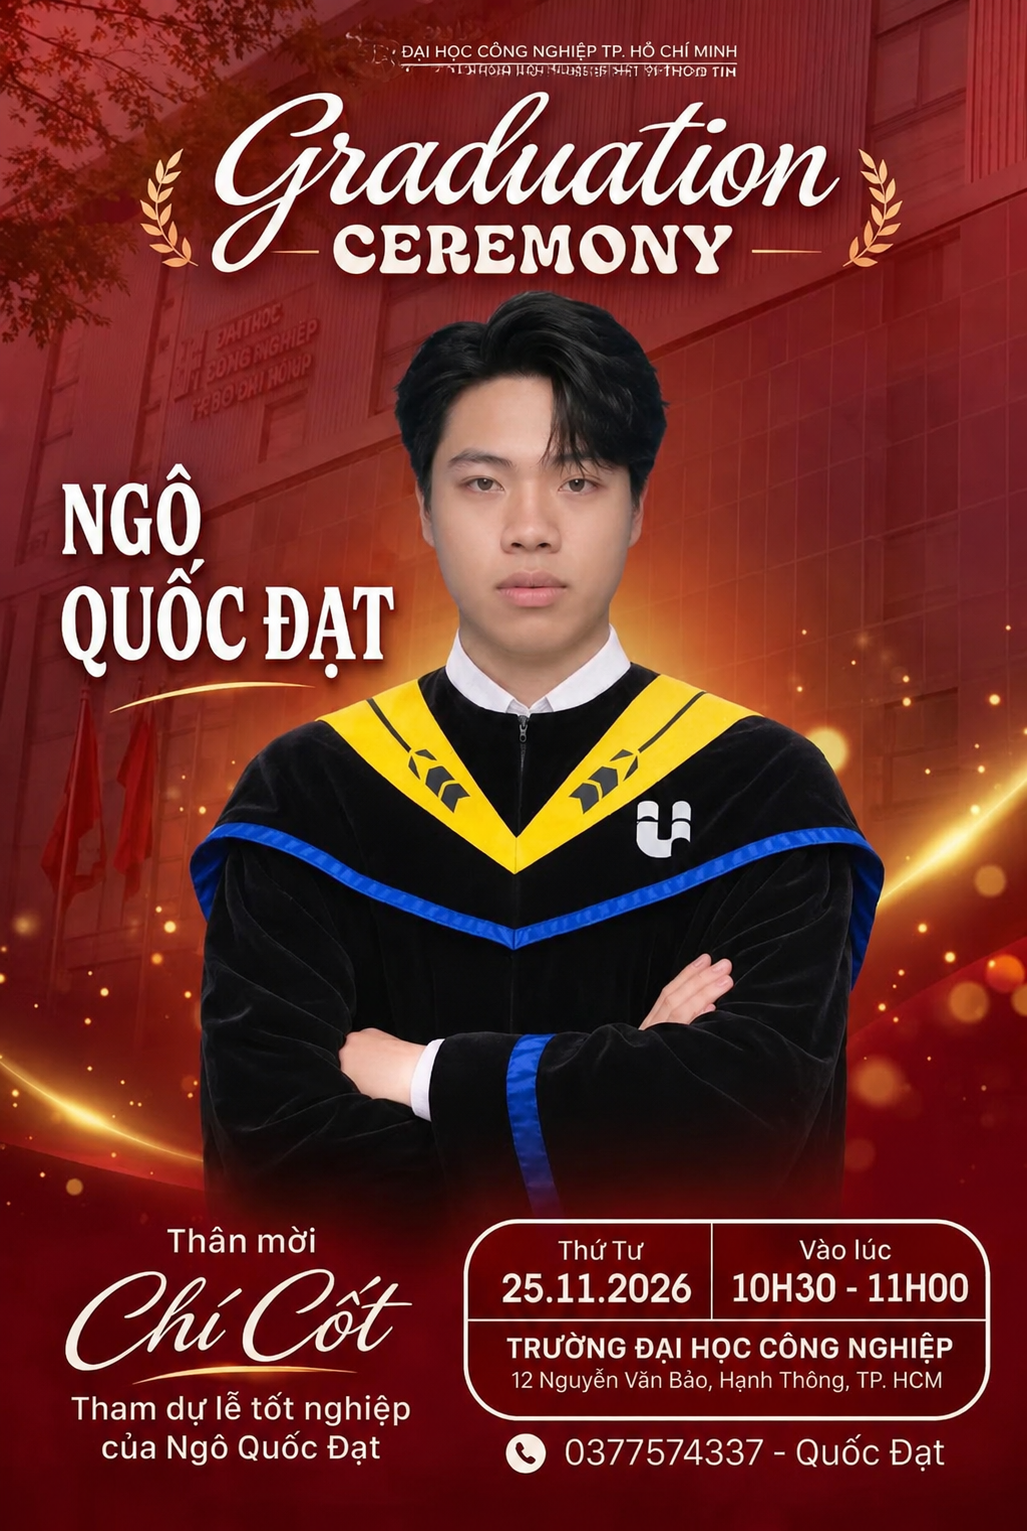 ĐẠI HỌC CÔNG NGHIỆP TP. HỒ CHÍ MINH
Graduation
CEREMONY
NGÔ
QUỐC ĐẠT
Thân mời
Chí Cốt
Tham dự lễ tốt nghiệp
của Ngô Quốc Đạt
Thứ Tư
25.11.2026
Vào lúc
10H30 - 11H00
TRƯỜNG ĐẠI HỌC CÔNG NGHIỆP
12 Nguyễn Văn Bảo, Hạnh Thông, TP. HCM
0377574337 - Quốc Đạt